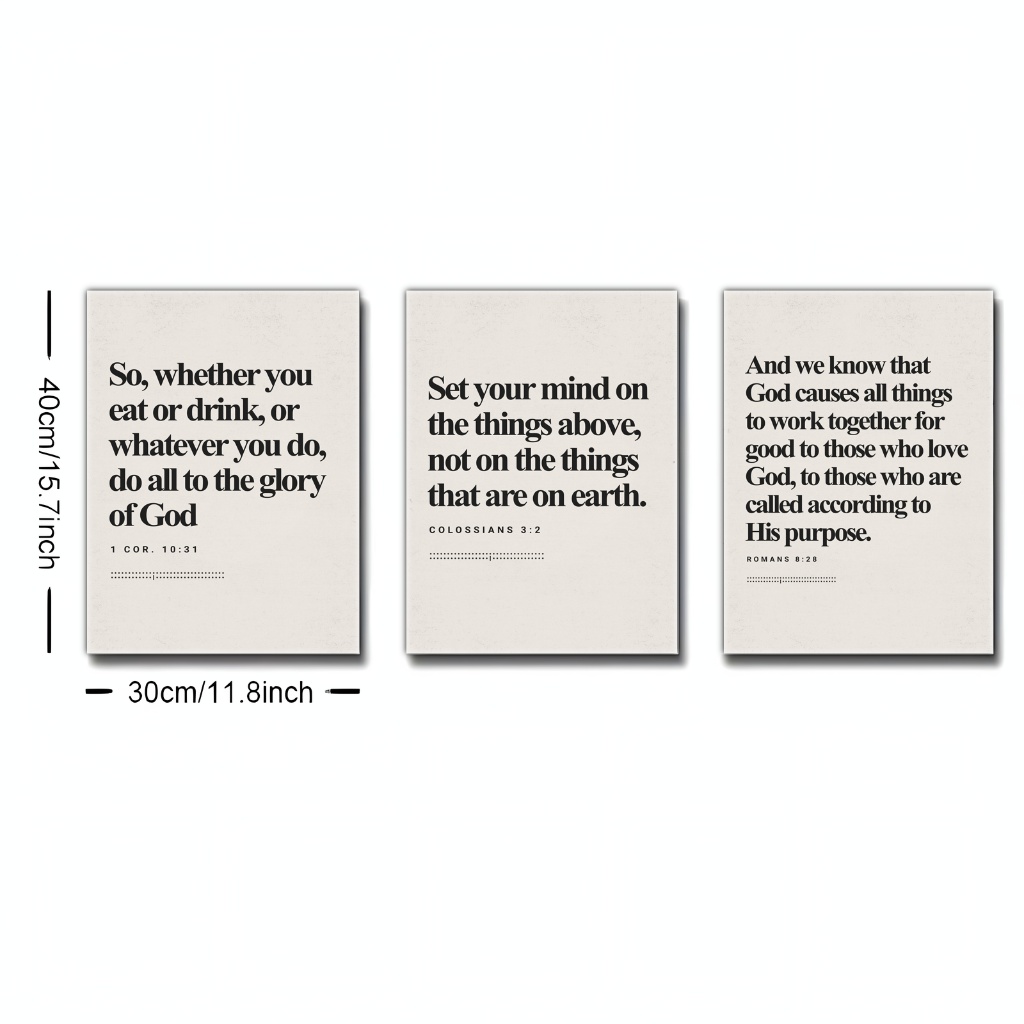 40cm/15.7inch
So, whether you
eat or drink, or
whatever you do,
do all to the glory
of God
1 COR. 10:31
Set your mind on
the things above,
not on the things
that are on earth.
COLOSSIANS 3:2
And we know that
God causes all things
to work together for
good to those who love
God, to those who are
called according to
His purpose.
ROMANS 8:28
30cm/11.8inch